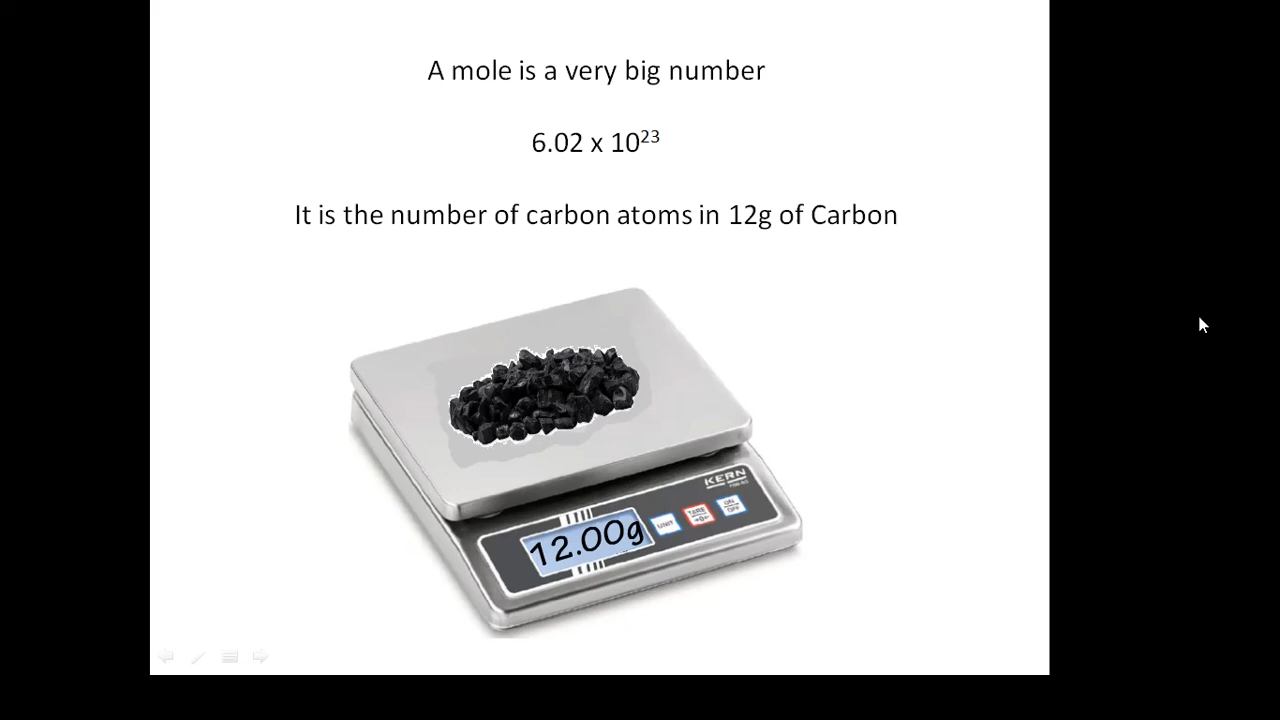 A mole is a very big number
6.02 x 10²³
It is the number of carbon atoms in 12g of Carbon
KERN
ON
OFF
TARE
→0←
UNIT
12.00g